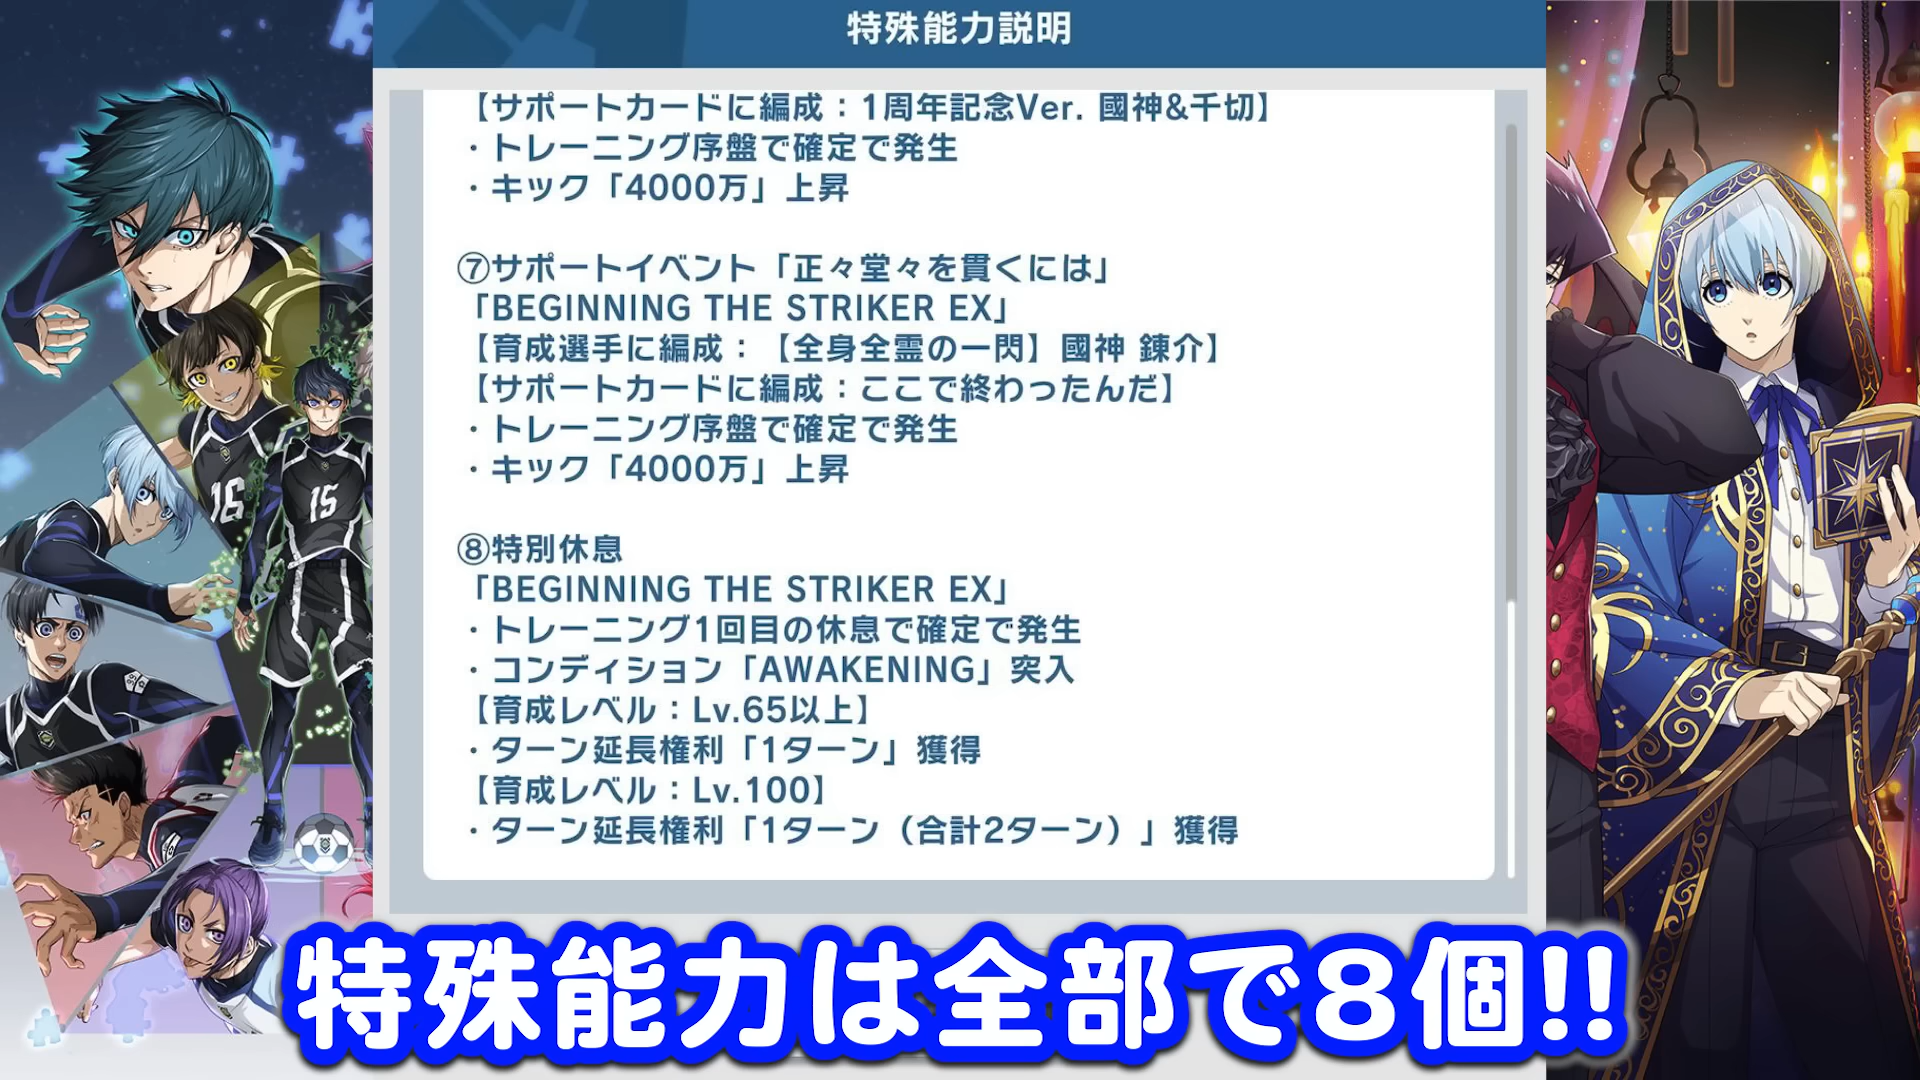 特殊能力説明
【サポートカードに編成：1周年記念Ver. 國神&千切】
・トレーニング序盤で確定で発生
・キック「4000万」上昇
⑦サポートイベント「正々堂々を貫くには」
「BEGINNING THE STRIKER EX」
【育成選手に編成：【全身全霊の一閃】國神 錬介】
【サポートカードに編成：ここで終わったんだ】
・トレーニング序盤で確定で発生
・キック「4000万」上昇
⑧特別休息
「BEGINNING THE STRIKER EX」
・トレーニング1回目の休息で確定で発生
・コンディション「AWAKENING」突入
【育成レベル：Lv.65以上】
・ターン延長権利「1ターン」獲得
【育成レベル：Lv.100】
・ターン延長権利「1ターン（合計2ターン）」獲得
16
15
特殊能力は全部で8個!!